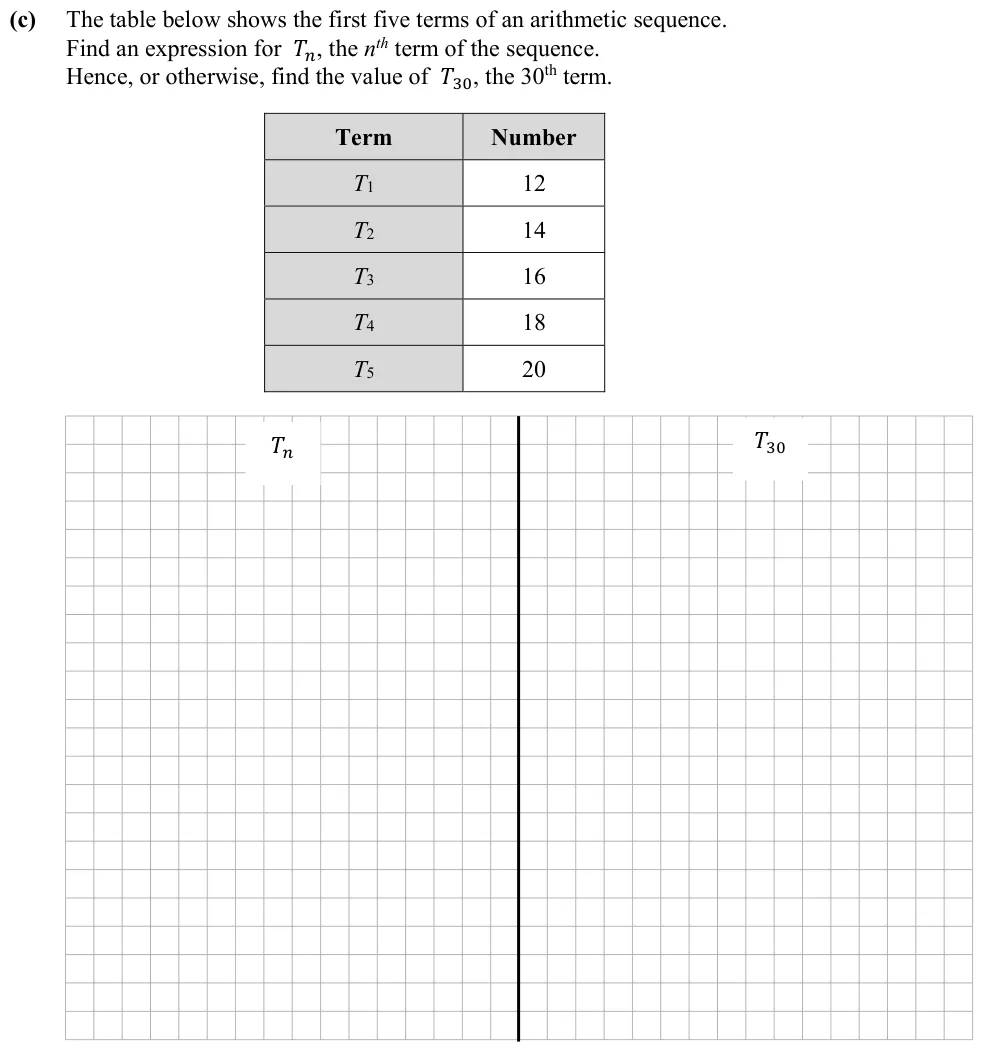 (c) The table below shows the first five terms of an arithmetic sequence.
Find an expression for Tₙ, the nᵗʰ term of the sequence.
Hence, or otherwise, find the value of T₃₀, the 30ᵗʰ term.
Term Number
T₁ 12
T₂ 14
T₃ 16
T₄ 18
T₅ 20
Tₙ T₃₀